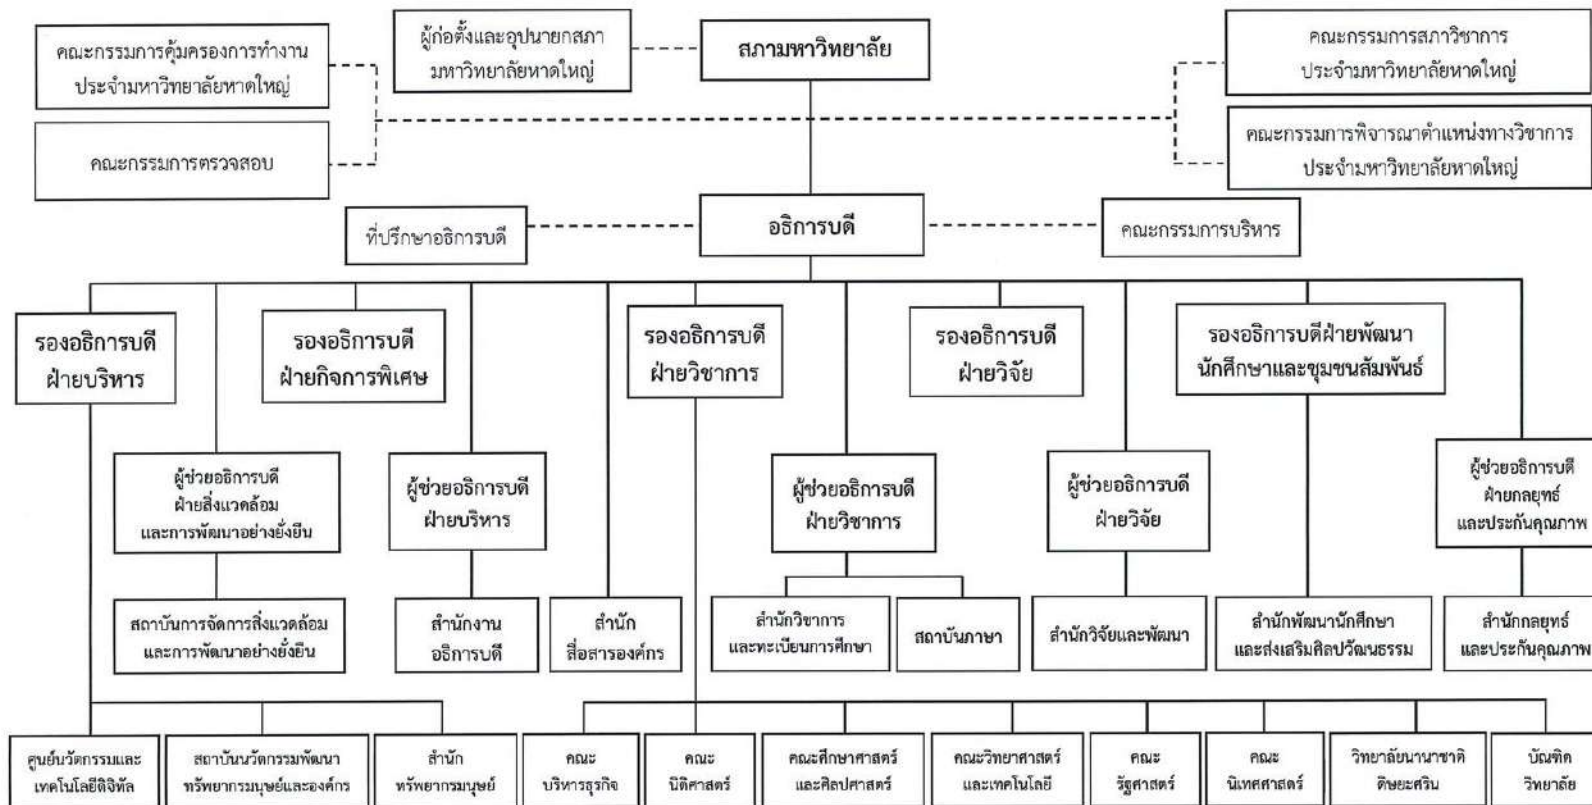 คณะกรรมการคุ้มครองการทำงาน
ประจำมหาวิทยาลัยหาดใหญ่
ผู้ก่อตั้งและอุปนายกสภา
มหาวิทยาลัยหาดใหญ่
สภามหาวิทยาลัย
คณะกรรมการสภาวิชาการ
ประจำมหาวิทยาลัยหาดใหญ่
คณะกรรมการตรวจสอบ
คณะกรรมการพิจารณาตำแหน่งทางวิชาการ
ประจำมหาวิทยาลัยหาดใหญ่
ที่ปรึกษาอธิการบดี
อธิการบดี
คณะกรรมการบริหาร
รองอธิการบดี
ฝ่ายบริหาร
รองอธิการบดี
ฝ่ายกิจการพิเศษ
รองอธิการบดี
ฝ่ายวิชาการ
รองอธิการบดี
ฝ่ายวิจัย
รองอธิการบดีฝ่ายพัฒนา
นักศึกษาและชุมชนสัมพันธ์
ผู้ช่วยอธิการบดี
ฝ่ายสิ่งแวดล้อม
และการพัฒนาอย่างยั่งยืน
ผู้ช่วยอธิการบดี
ฝ่ายบริหาร
ผู้ช่วยอธิการบดี
ฝ่ายวิชาการ
ผู้ช่วยอธิการบดี
ฝ่ายวิจัย
ผู้ช่วยอธิการบดี
ฝ่ายกลยุทธ์
และประกันคุณภาพ
สถาบันการจัดการสิ่งแวดล้อม
และการพัฒนาอย่างยั่งยืน
สำนักงาน
อธิการบดี
สำนัก
สื่อสารองค์กร
สำนักวิชาการ
และทะเบียนการศึกษา
สถาบันภาษา
สำนักวิจัยและพัฒนา
สำนักพัฒนานักศึกษา
และส่งเสริมศิลปวัฒนธรรม
สำนักกลยุทธ์
และประกันคุณภาพ
ศูนย์นวัตกรรมและ
เทคโนโลยีดิจิทัล
สถาบันนวัตกรรมพัฒนา
ทรัพยากรมนุษย์และองค์กร
สำนัก
ทรัพยากรมนุษย์
คณะ
บริหารธุรกิจ
คณะ
นิติศาสตร์
คณะศึกษาศาสตร์
และศิลปศาสตร์
คณะวิทยาศาสตร์
และเทคโนโลยี
คณะ
รัฐศาสตร์
คณะ
นิเทศศาสตร์
วิทยาลัยนานาชาติ
ดิษยะศริน
บัณฑิต
วิทยาลัย